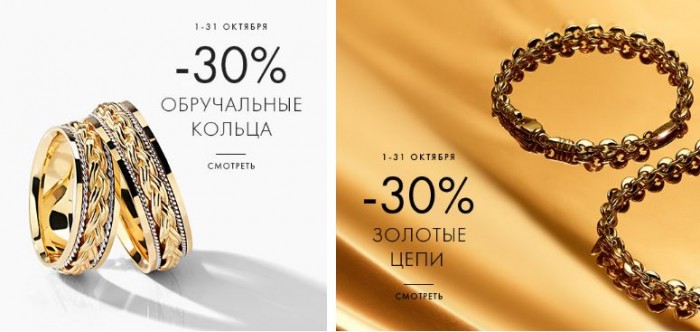 1-31 ОКТЯБРЯ
-30%
ОБРУЧАЛЬНЫЕ
КОЛЬЦА
СМОТРЕТЬ
1-31 ОКТЯБРЯ
-30%
ЗОЛОТЫЕ
ЦЕПИ
СМОТРЕТЬ